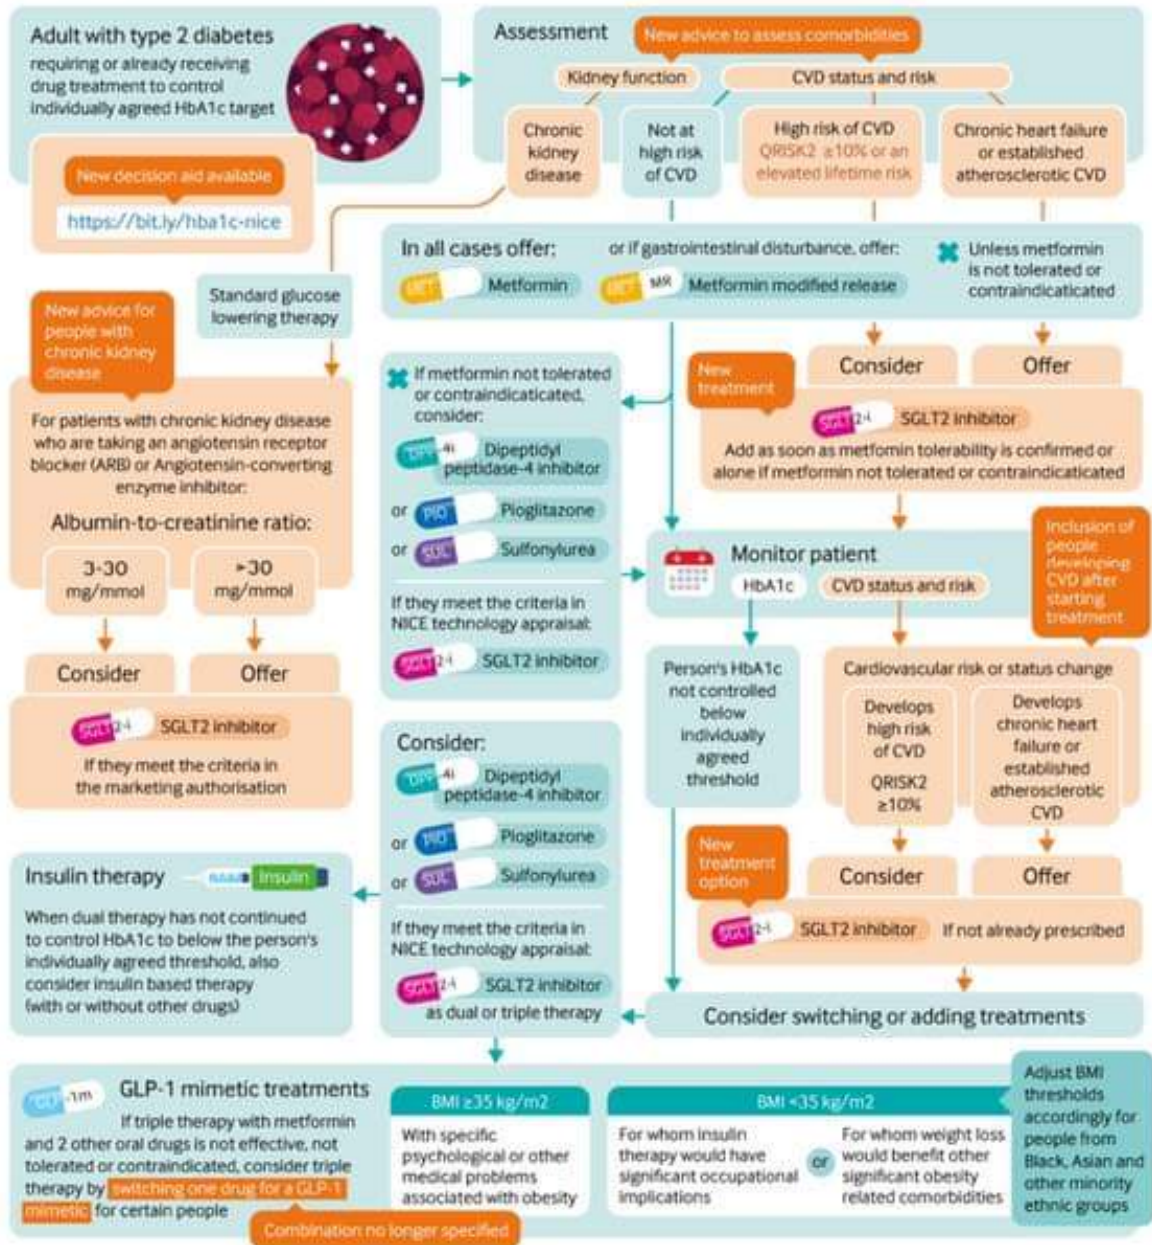 Adult with type 2 diabetes
requiring or already receiving
drug treatment to control
individually agreed HbA1c target
New decision aid available
https://bit.ly/hba1c-nice
Assessment
New advice to assess comorbidities
Kidney function
CVD status and risk
Chronic
kidney
disease
Not at
high risk
of CVD
High risk of CVD
QRISK2 ≥10% or an
elevated lifetime risk
Chronic heart failure
or established
atherosclerotic CVD
In all cases offer:
MET
Metformin
or if gastrointestinal disturbance, offer:
MET MR
Metformin modified release
Unless metformin
is not tolerated or
contraindicaticated
Standard glucose
lowering therapy
New advice for
people with
chronic kidney
disease
For patients with chronic kidney disease
who are taking an angiotensin receptor
blocker (ARB) or Angiotensin-converting
enzyme inhibitor:
Albumin-to-creatinine ratio:
3-30
mg/mmol
>30
mg/mmol
Consider
Offer
SGLT2-i
SGLT2 inhibitor
If they meet the criteria in
the marketing authorisation
If metformin not tolerated
or contraindicaticated,
consider:
DPP-4i
Dipeptidyl
peptidase-4 inhibitor
or PIO Pioglitazone
or SUL Sulfonylurea
If they meet the criteria in
NICE technology appraisal:
SGLT2-i SGLT2 inhibitor
New
treatment
Consider
Offer
SGLT2-i SGLT2 inhibitor
Add as soon as metfomin tolerability is confirmed or
alone if metformin not tolerated or contraindicaticated
Monitor patient
HbA1c
CVD status and risk
Inclusion of
people
developing
CVD after
starting
treatment
Person's HbA1c
not controlled
below
individually
agreed
threshold
Cardiovascular risk or status change
Develops
high risk
of CVD
QRISK2
≥10%
Develops
chronic heart
failure or
established
atherosclerotic
CVD
New
treatment
option
Consider
Offer
SGLT2-i SGLT2 inhibitor If not already prescribed
Consider switching or adding treatments
Consider:
DPP-4i
Dipeptidyl
peptidase-4 inhibitor
or PIO Pioglitazone
or SUL Sulfonylurea
If they meet the criteria in
NICE technology appraisal:
SGLT2-i SGLT2 inhibitor
as dual or triple therapy
Insulin therapy
Insulin
When dual therapy has not continued
to control HbA1c to below the person's
individually agreed threshold, also
consider insulin based therapy
(with or without other drugs)
GLP-1m
GLP-1 mimetic treatments
If triple therapy with metformin
and 2 other oral drugs is not effective, not
tolerated or contraindicated, consider triple
therapy by switching one drug for a GLP-1
mimetic for certain people
Combination no longer specified
BMI ≥35 kg/m2
With specific
psychological or other
medical problems
associated with obesity
BMI <35 kg/m2
For whom insulin
therapy would have
significant occupational
implications
or
For whom weight loss
would benefit other
significant obesity
related comorbidities
Adjust BMI
thresholds
accordingly for
people from
Black, Asian and
other minority
ethnic groups